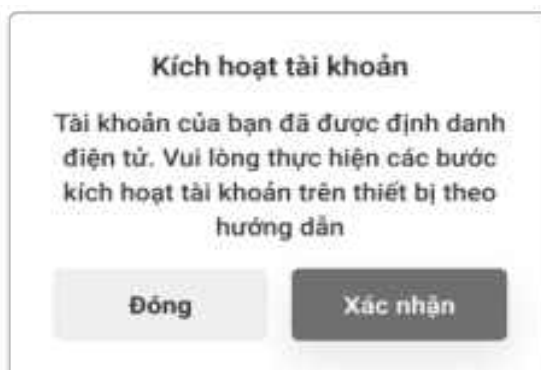 Kích hoạt tài khoản
Tài khoản của bạn đã được định danh
điện tử. Vui lòng thực hiện các bước
kích hoạt tài khoản trên thiết bị theo
hướng dẫn
Đóng
Xác nhận